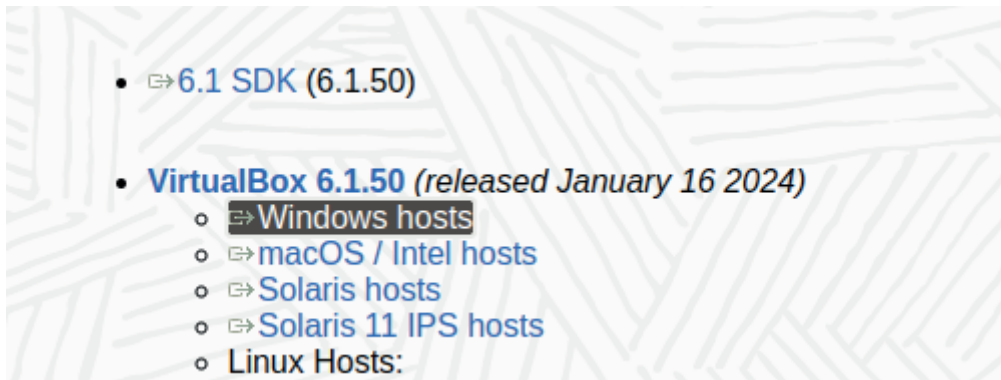 6.1 SDK (6.1.50)
VirtualBox 6.1.50 (released January 16 2024)
Windows hosts
macOS / Intel hosts
Solaris hosts
Solaris 11 IPS hosts
Linux Hosts: